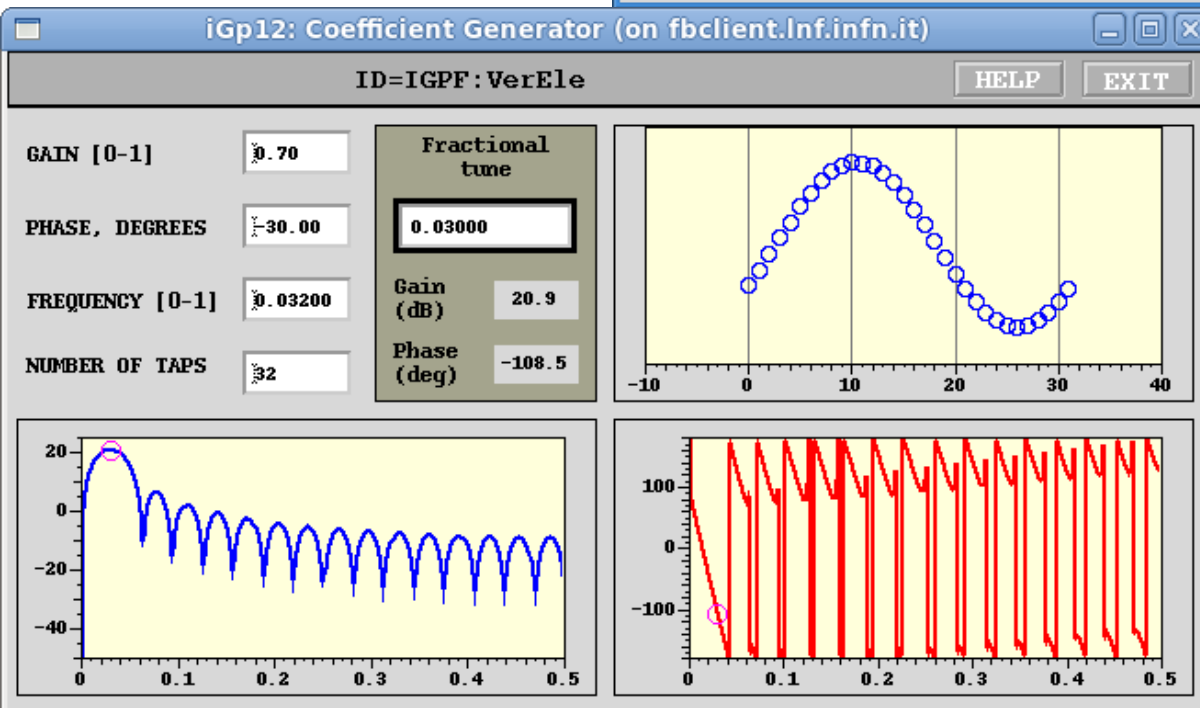 iGp12: Coefficient Generator (on fbclient.lnf.infn.it)
ID=IGPF:VerEle
HELP
EXIT
GAIN [0-1]
0.70
PHASE, DEGREES
-30.00
FREQUENCY [0-1]
0.03200
NUMBER OF TAPS
32
Fractional
tune
0.03000
Gain
(dB)
20.9
Phase
(deg)
-108.5
-10 0 10 20 30 40
20
0
-20
-40
0 0.1 0.2 0.3 0.4 0.5
100
0
-100
0 0.1 0.2 0.3 0.4 0.5